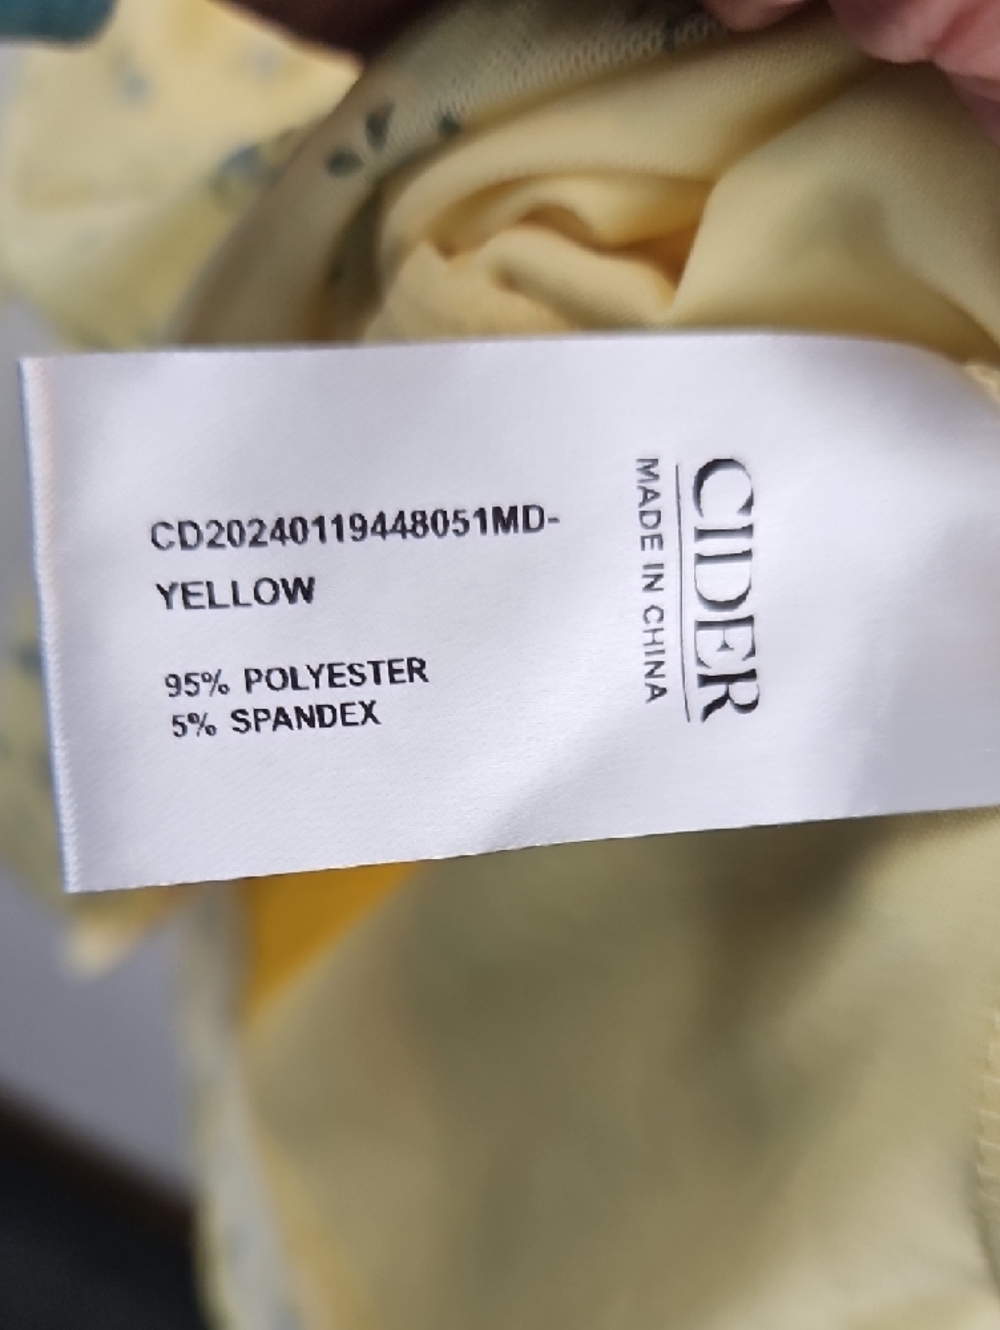 CD20240119448051MD-
YELLOW
95% POLYESTER
5% SPANDEX
CIDER
MADE IN CHINA